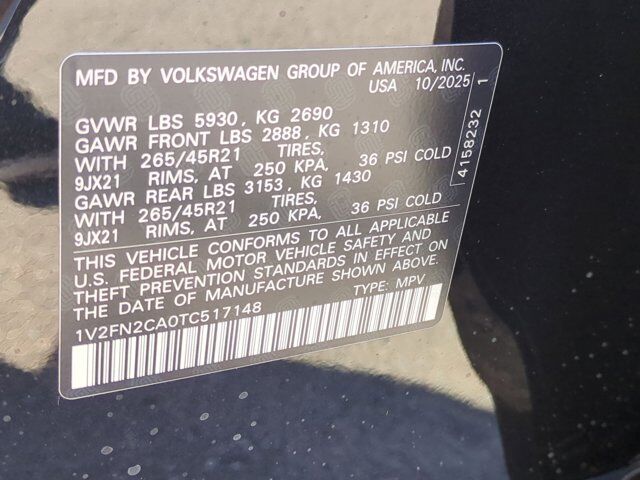 MFD BY VOLKSWAGEN GROUP OF AMERICA, INC.
USA 10/2025
GVWR LBS 5930, KG 2690
GAWR FRONT LBS 2888, KG 1310
WITH 265/45R21 TIRES,
9JX21 RIMS, AT 250 KPA, 36 PSI COLD
GAWR REAR LBS 3153, KG 1430
WITH 265/45R21 TIRES,
9JX21 RIMS, AT 250 KPA, 36 PSI COLD
THIS VEHICLE CONFORMS TO ALL APPLICABLE
U.S. FEDERAL MOTOR VEHICLE SAFETY AND
THEFT PREVENTION STANDARDS IN EFFECT ON
THE DATE OF MANUFACTURE SHOWN ABOVE.
1V2FN2CA0TC517148 TYPE: MPV
4158232 1